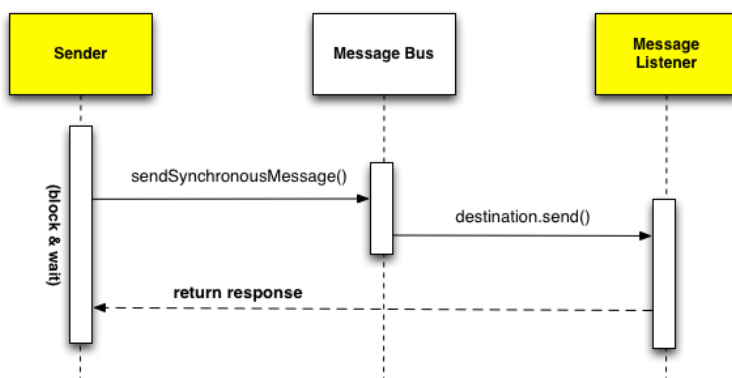 Sender
Message Bus
Message
Listener
sendSynchronousMessage()
(block & wait)
destination.send()
return response